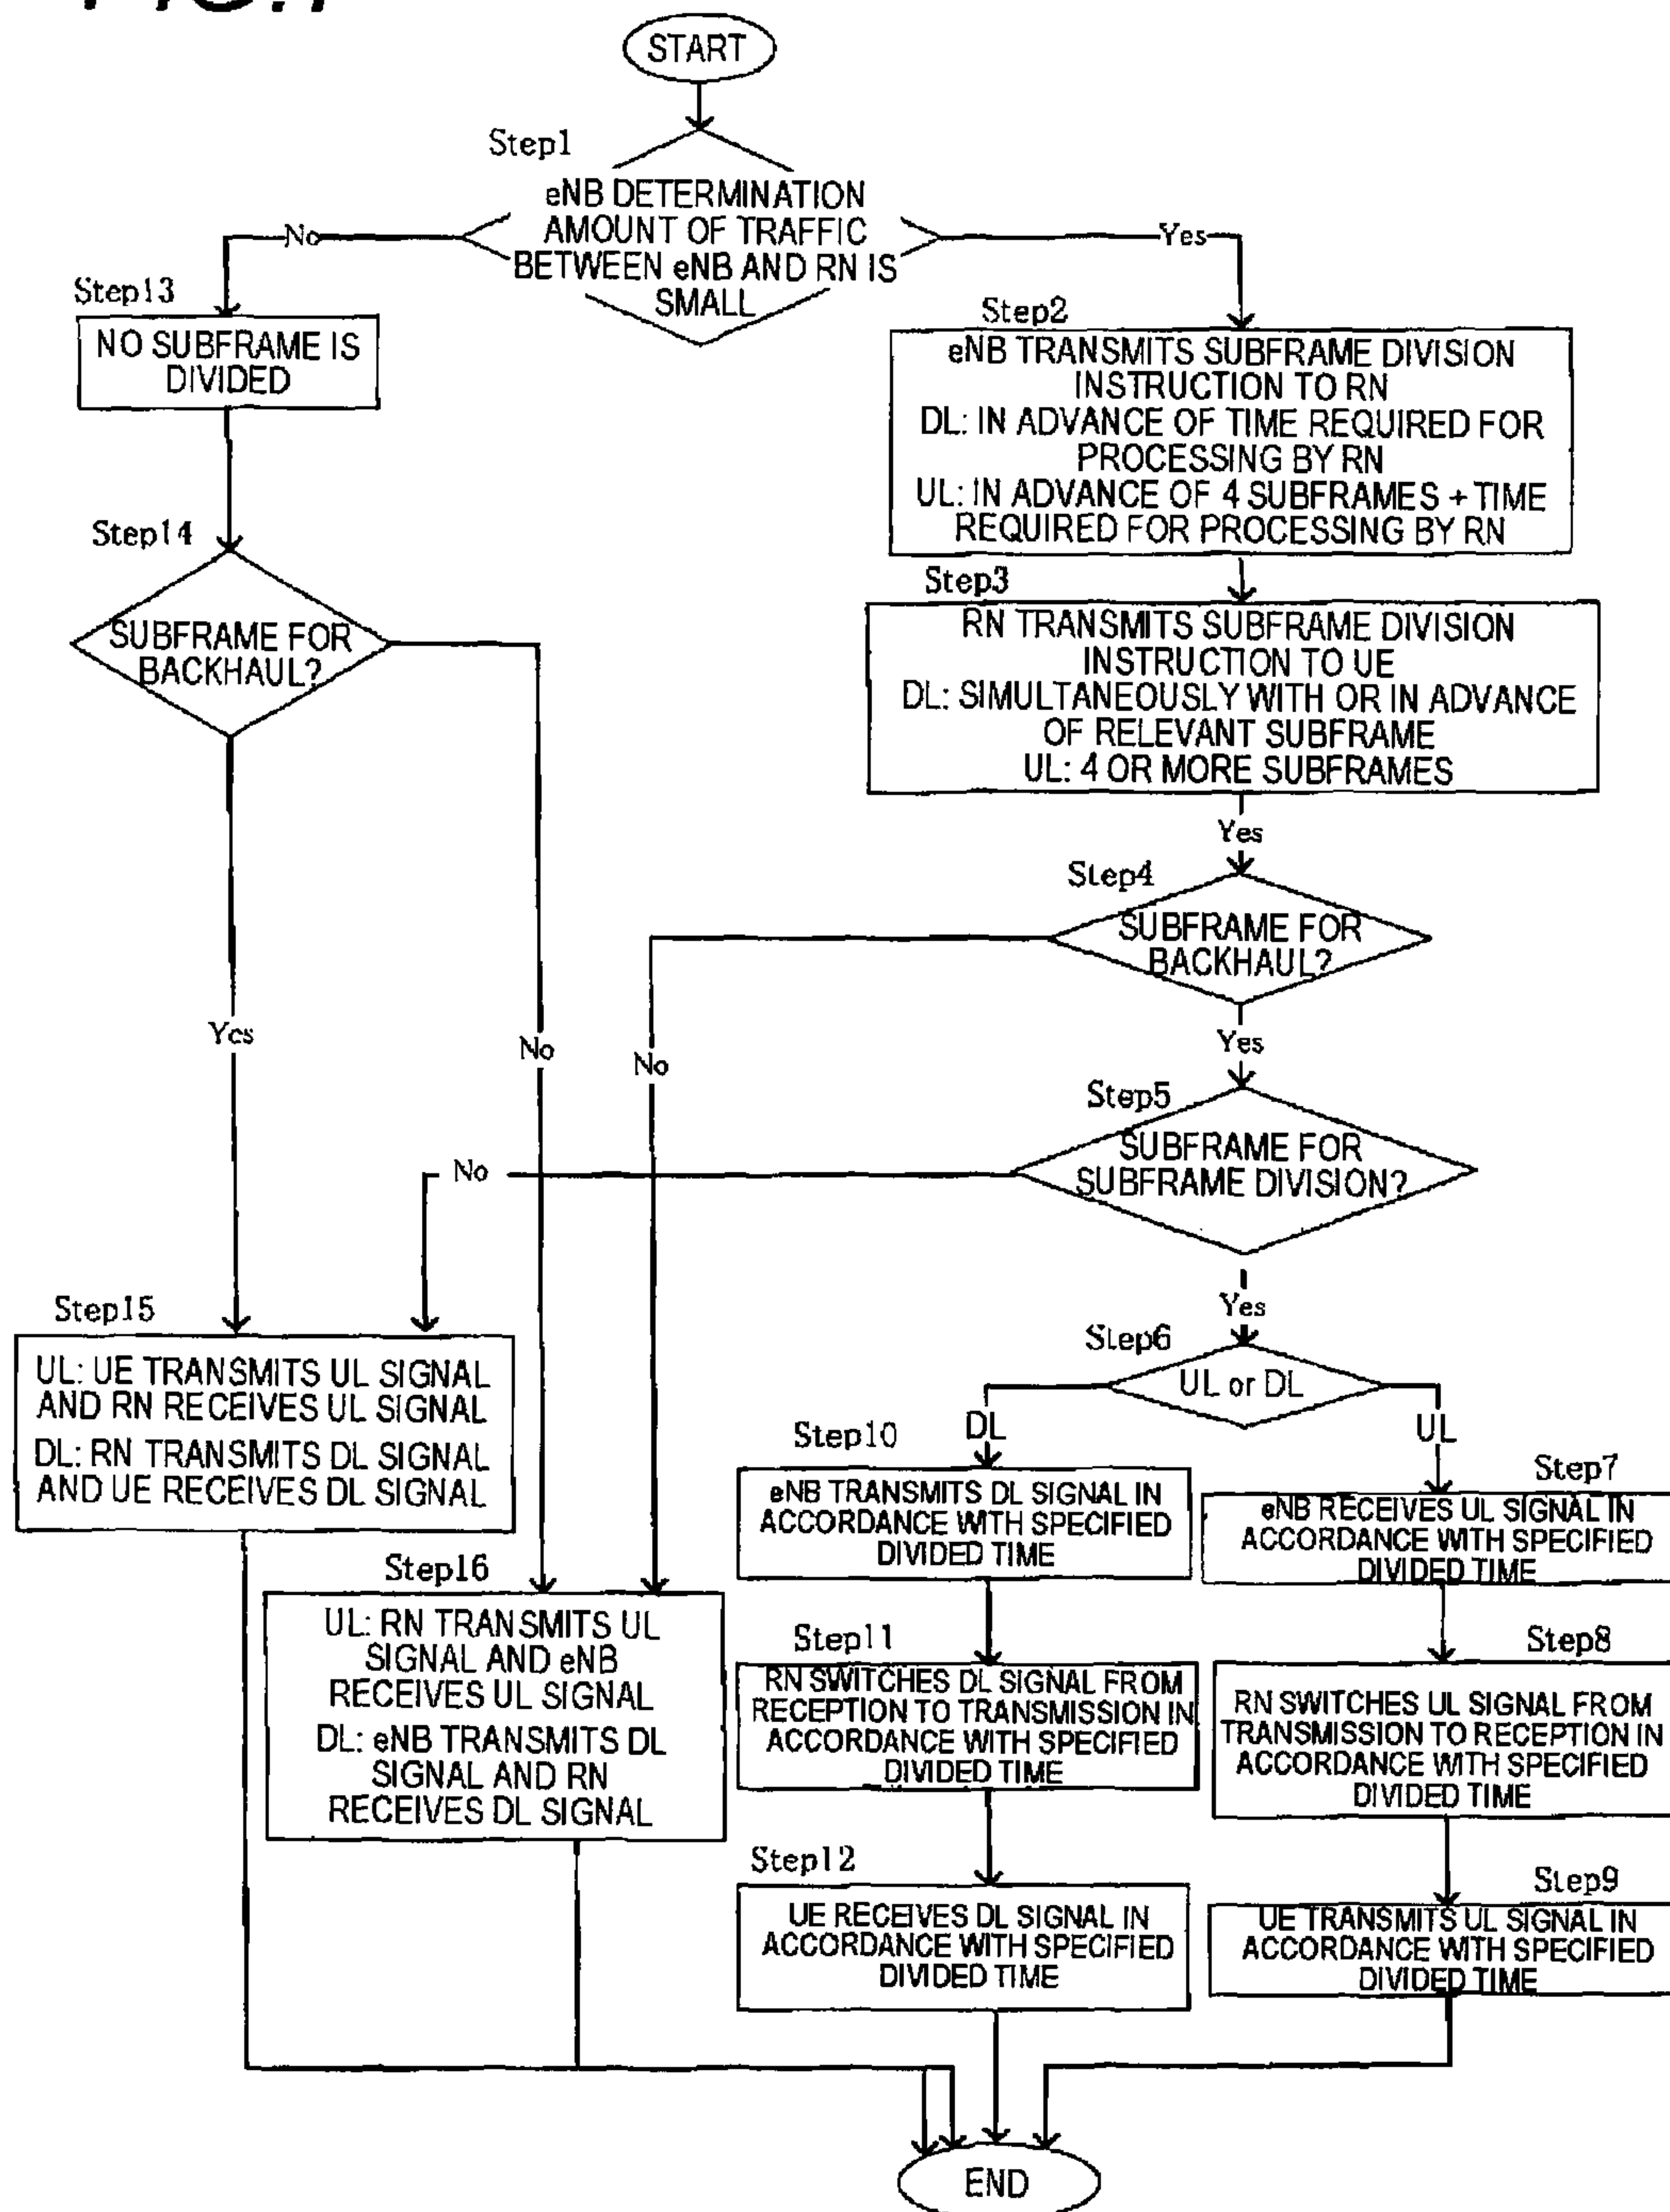 START
Step1
eNB DETERMINATION
AMOUNT OF TRAFFIC
BETWEEN eNB AND RN IS
SMALL
No
Yes
Step13
NO SUBFRAME IS
DIVIDED
Step2
eNB TRANSMITS SUBFRAME DIVISION
INSTRUCTION TO RN
DL: IN ADVANCE OF TIME REQUIRED FOR
PROCESSING BY RN
UL: IN ADVANCE OF 4 SUBFRAMES + TIME
REQUIRED FOR PROCESSING BY RN
Step14
SUBFRAME FOR
BACKHAUL?
Step3
RN TRANSMITS SUBFRAME DIVISION
INSTRUCTION TO UE
DL: SIMULTANEOUSLY WITH OR IN ADVANCE
OF RELEVANT SUBFRAME
UL: 4 OR MORE SUBFRAMES
Yes
Step4
SUBFRAME FOR
BACKHAUL?
Yes
No
No
Yes
Step5
SUBFRAME FOR
SUBFRAME DIVISION?
No
Yes
Step15
UL: UE TRANSMITS UL SIGNAL
AND RN RECEIVES UL SIGNAL
DL: RN TRANSMITS DL SIGNAL
AND UE RECEIVES DL SIGNAL
Step6
UL or DL
DL
UL
Step10
eNB TRANSMITS DL SIGNAL IN
ACCORDANCE WITH SPECIFIED
DIVIDED TIME
Step7
eNB RECEIVES UL SIGNAL IN
ACCORDANCE WITH SPECIFIED
DIVIDED TIME
Step16
UL: RN TRANSMITS UL
SIGNAL AND eNB
RECEIVES UL SIGNAL
DL: eNB TRANSMITS DL
SIGNAL AND RN
RECEIVES DL SIGNAL
Step11
RN SWITCHES DL SIGNAL FROM
RECEPTION TO TRANSMISSION IN
ACCORDANCE WITH SPECIFIED
DIVIDED TIME
Step8
RN SWITCHES UL SIGNAL FROM
TRANSMISSION TO RECEPTION IN
ACCORDANCE WITH SPECIFIED
DIVIDED TIME
Step12
UE RECEIVES DL SIGNAL IN
ACCORDANCE WITH SPECIFIED
DIVIDED TIME
Step9
UE TRANSMITS UL SIGNAL IN
ACCORDANCE WITH SPECIFIED
DIVIDED TIME
END